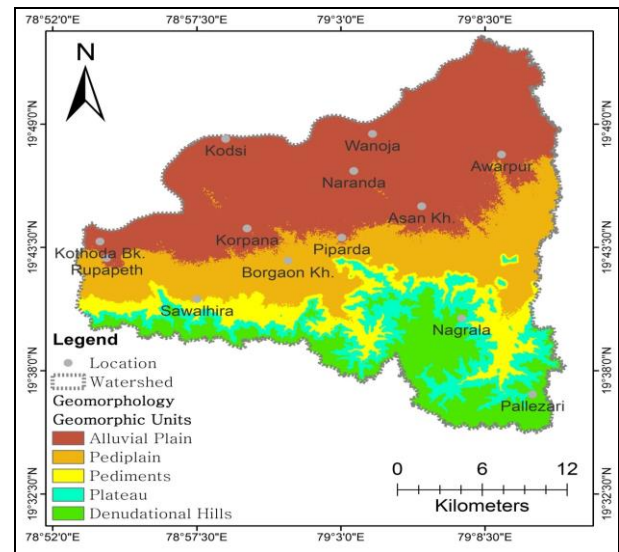 78°52'0"E 78°57'30"E 79°3'0"E 79°8'30"E
N
19°49'0"N 19°49'0"N
Kodsi
Wanoja
Awarpur
Naranda
Asan Kh.
19°43'30"N 19°43'30"N
Korpana
Piparda
Kothoda Bk.
Rupapeth
Borgaon Kh.
Sawalhira
Nagrala
Legend
Location
Watershed
Geomorphology
Geomorphic Units
Alluvial Plain
Pediplain
Pediments
Plateau
Denudational Hills
19°38'0"N 19°38'0"N
Pallezari
0 6 12
Kilometers
19°32'30"N 19°32'30"N
78°52'0"E 78°57'30"E 79°3'0"E 79°8'30"E